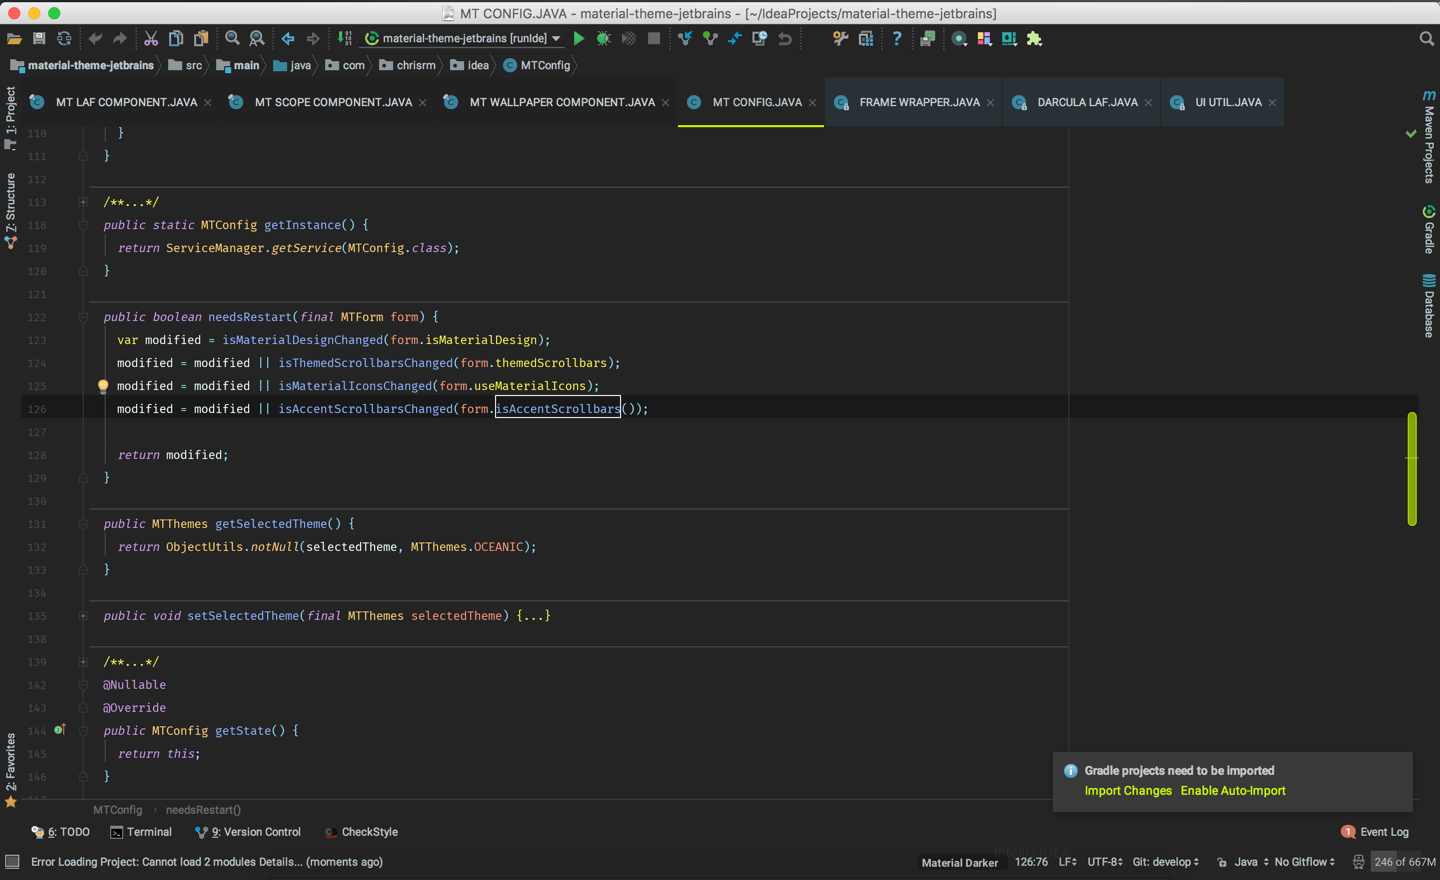 MT CONFIG.JAVA - material-theme-jetbrains - [~/IdeaProjects/material-theme-jetbrains]
material-theme-jetbrains [runIde]
material-theme-jetbrains src main java com chrisrm idea MTConfig
MT LAF COMPONENT.JAVA MT SCOPE COMPONENT.JAVA MT WALLPAPER COMPONENT.JAVA MT CONFIG.JAVA FRAME WRAPPER.JAVA DARCULA LAF.JAVA UI UTIL.JAVA
1: Project
7: Structure
2: Favorites
110 }
111 }
112
113 /**...*/
118 public static MTConfig getInstance() {
119 return ServiceManager.getService(MTConfig.class);
120 }
121
122 public boolean needsRestart(final MTForm form) {
123 var modified = isMaterialDesignChanged(form.isMaterialDesign);
124 modified = modified || isThemedScrollbarsChanged(form.themedScrollbars);
125 modified = modified || isMaterialIconsChanged(form.useMaterialIcons);
126 modified = modified || isAccentScrollbarsChanged(form.isAccentScrollbars());
127
128 return modified;
129 }
130
131 public MTThemes getSelectedTheme() {
132 return ObjectUtils.notNull(selectedTheme, MTThemes.OCEANIC);
133 }
134
135 public void setSelectedTheme(final MTThemes selectedTheme) {...}
138
139 /**...*/
142 @Nullable
143 @Override
144 public MTConfig getState() {
145 return this;
146 }
m Maven Projects
Gradle
Database
Gradle projects need to be imported
Import Changes Enable Auto-Import
MTConfig › needsRestart()
6: TODO Terminal 9: Version Control CheckStyle 1 Event Log
Error Loading Project: Cannot load 2 modules Details... (moments ago) Material Darker 126:76 LF UTF-8 Git: develop Java No Gitflow 246 of 667M